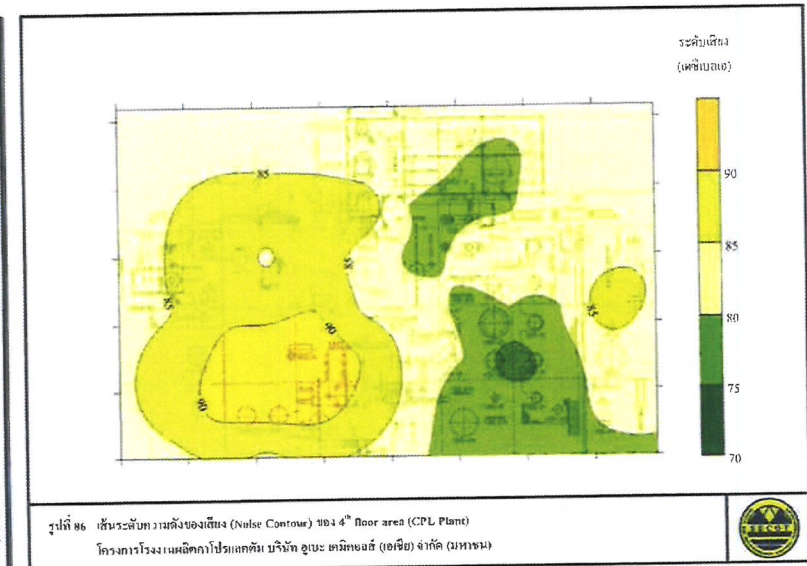 ระดับเสียง
(เดซิเบลเอ)
90
85
80
75
70
85
85
85
90
90
85
รูปที่ 86 เส้นระดับความดังของเสียง (Noise Contour) ของ 4th floor area (CPL Plant)
โครงการโรงงานผลิตคาโปรแลคตัม บริษัท อูเบะ เคมิคอลส์ (เอเชีย) จำกัด (มหาชน)
SECOT